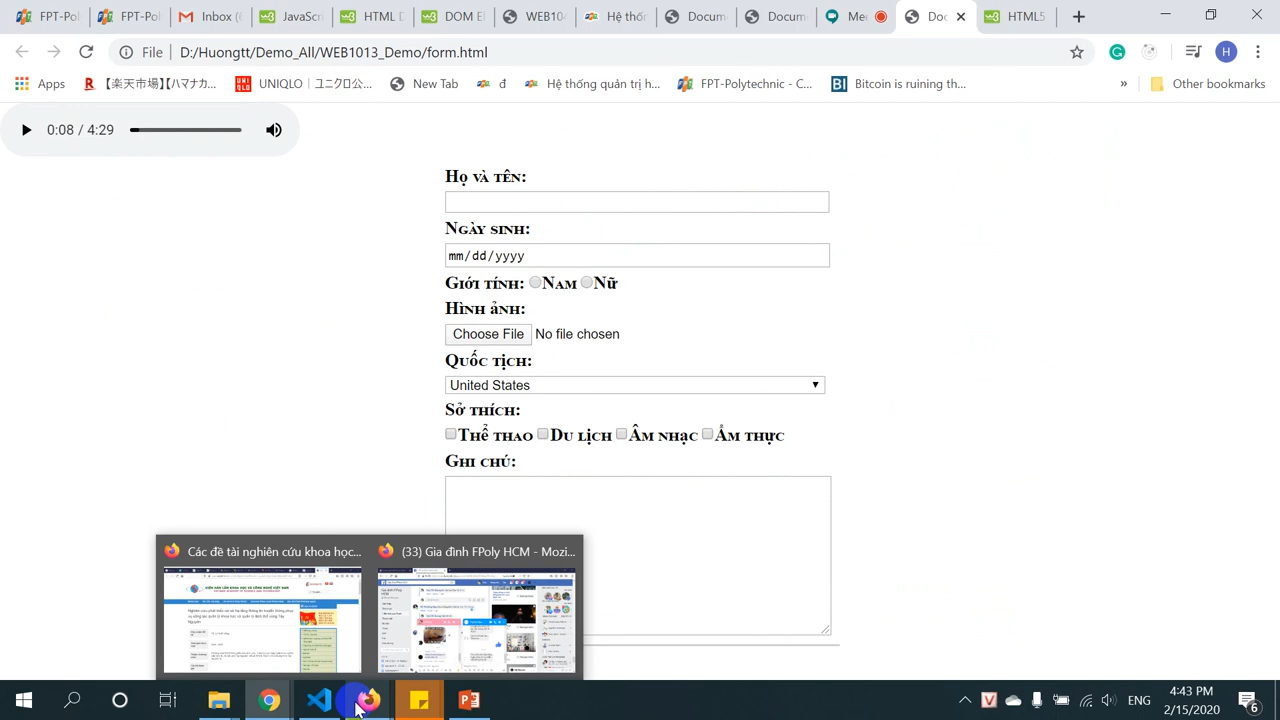 FPT-Pol
FPT-Pol
Inbox (6
JavaScri
HTML D
DOM El
WEB104
Hệ thốn
Docum
Docum
Mee
Doc
HTML5
File | D:/Huongtt/Demo_All/WEB1013_Demo/form.html
H
Apps
【楽天市場】【ハマナカ...
UNIQLO｜ユニクロ公...
New Tab
đ
Hệ thống quản trị h...
FPT-Polytechnic - C...
Bitcoin is ruining th...
»
Other bookmarks
0:08 / 4:29
Họ và tên:
Ngày sinh:
mm/dd/yyyy
Giới tính: Nam Nữ
Hình ảnh:
Choose File No file chosen
Quốc tịch:
United States
Sở thích:
Thể thao Du lịch Âm nhạc Ẩm thực
Ghi chú:
Các đề tài nghiên cứu khoa học...
(33) Gia đình FPoly HCM - Mozi...
ENG
4:43 PM
2/15/2020
6